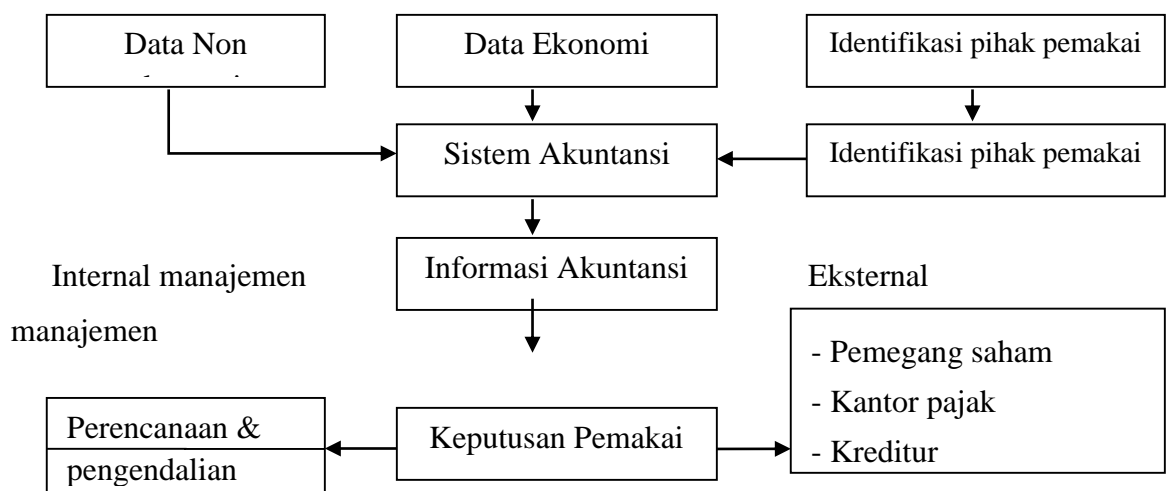 Data Non
Data Ekonomi
Identifikasi pihak pemakai
Sistem Akuntansi
Identifikasi pihak pemakai
Informasi Akuntansi
Internal manajemen
manajemen
Eksternal
- Pemegang saham
- Kantor pajak
- Kreditur
Perencanaan &
pengendalian
Keputusan Pemakai